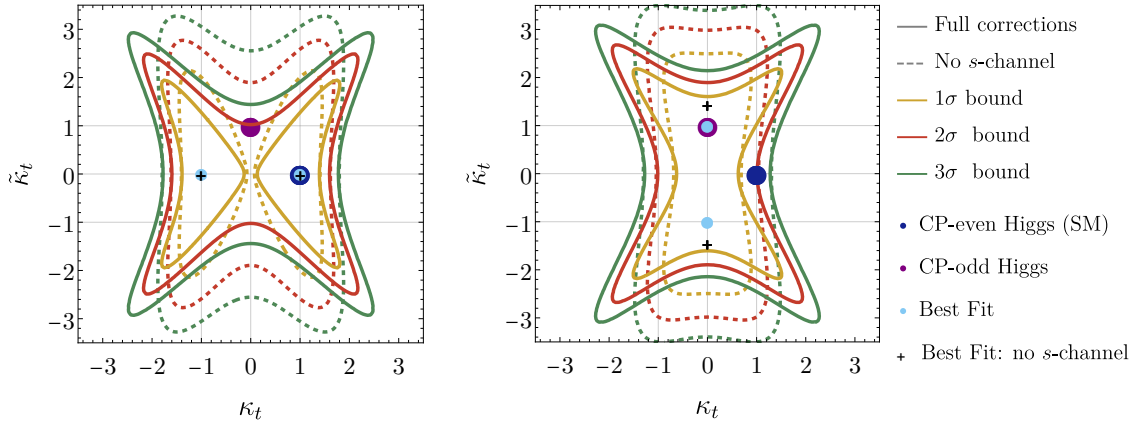 3
2
1
0
−1
−2
−3
κ̃t
−3 −2 −1 0 1 2 3
κt
3
2
1
0
−1
−2
−3
κ̃t
−3 −2 −1 0 1 2 3
κt
Full corrections
No s-channel
1σ bound
2σ bound
3σ bound
CP-even Higgs (SM)
CP-odd Higgs
Best Fit
Best Fit: no s-channel